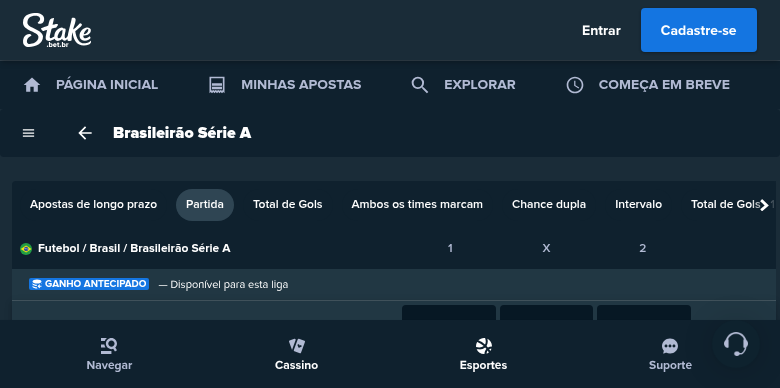 Stake
.bet.br
Entrar
Cadastre-se
PÁGINA INICIAL
MINHAS APOSTAS
EXPLORAR
COMEÇA EM BREVE
Brasileirão Série A
Apostas de longo prazo
Partida
Total de Gols
Ambos os times marcam
Chance dupla
Intervalo
Total de Gols 1
Futebol / Brasil / Brasileirão Série A
1
X
2
GANHO ANTECIPADO — Disponível para esta liga
Navegar
Cassino
Esportes
Suporte